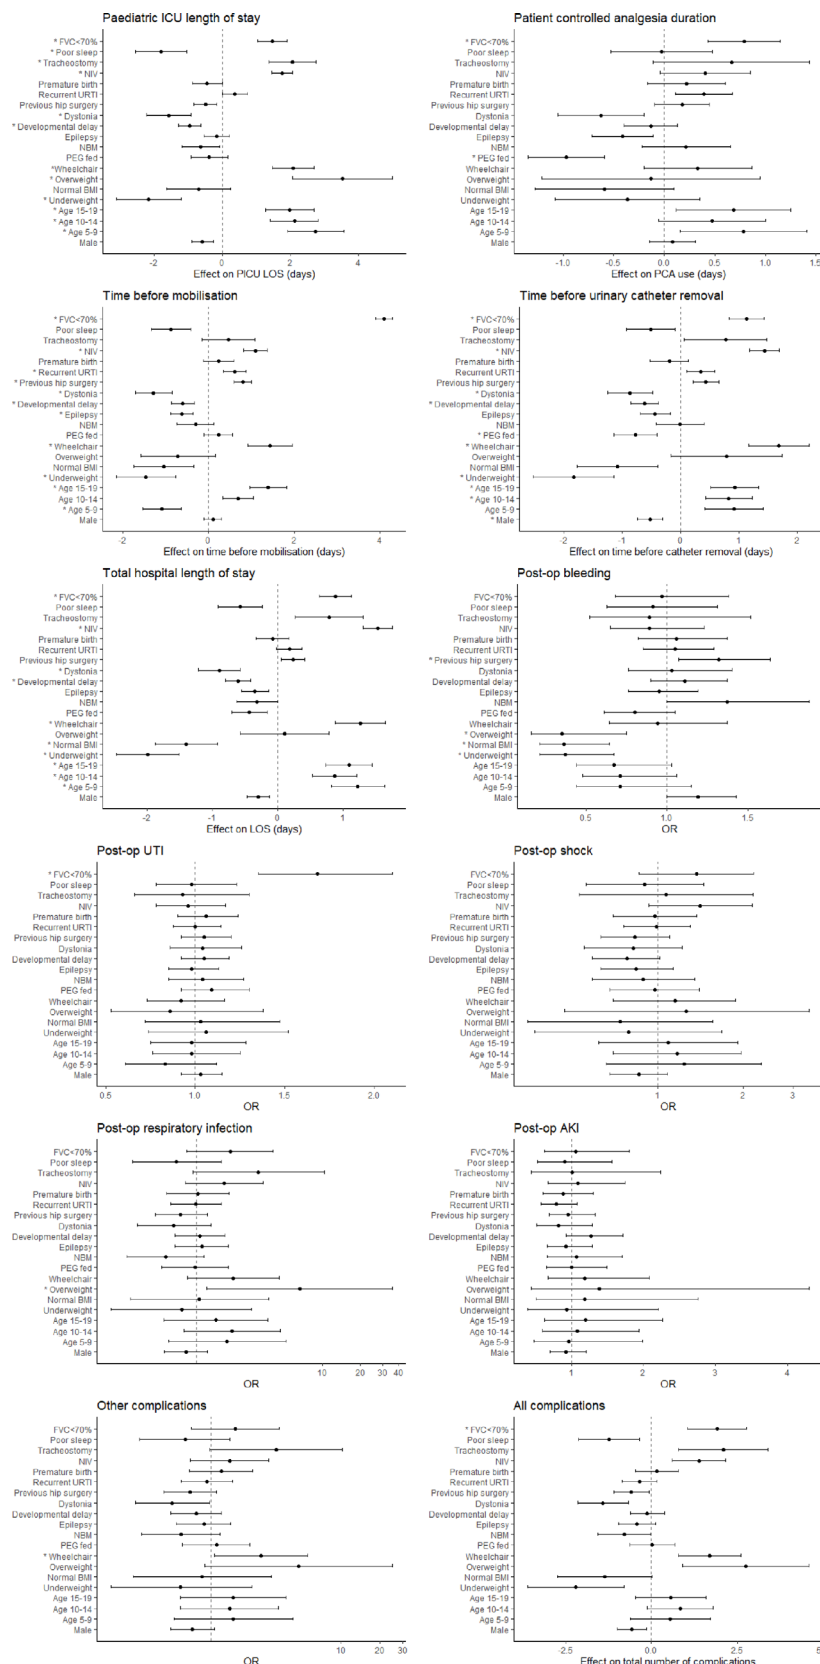 Paediatric ICU length of stay
* FVC<70%
* Poor sleep
* Tracheostomy
* NIV
Premature birth
Recurrent URTI
Previous hip surgery
* Dystonia
* Developmental delay
Epilepsy
NBM
PEG fed
*Wheelchair
* Overweight
Normal BMI
* Underweight
* Age 15-19
* Age 10-14
* Age 5-9
Male
-2 0 2 4
Effect on PICU LOS (days)
Patient controlled analgesia duration
* FVC<70%
Poor sleep
Tracheostomy
NIV
Premature birth
Recurrent URTI
Previous hip surgery
Dystonia
Developmental delay
Epilepsy
NBM
* PEG fed
Wheelchair
Overweight
Normal BMI
Underweight
* Age 15-19
Age 10-14
* Age 5-9
Male
-1.0 -0.5 0.0 0.5 1.0 1.5
Effect on PCA use (days)
Time before mobilisation
* FVC<70%
Poor sleep
Tracheostomy
* NIV
Premature birth
* Recurrent URTI
* Previous hip surgery
* Dystonia
* Developmental delay
* Epilepsy
NBM
PEG fed
* Wheelchair
Overweight
Normal BMI
* Underweight
* Age 15-19
Age 10-14
* Age 5-9
Male
-2 0 2 4
Effect on time before mobilisation (days)
Time before urinary catheter removal
* FVC<70%
Poor sleep
Tracheostomy
* NIV
Premature birth
Recurrent URTI
Previous hip surgery
* Dystonia
* Developmental delay
Epilepsy
NBM
* PEG fed
* Wheelchair
Overweight
Normal BMI
* Underweight
* Age 15-19
* Age 10-14
Age 5-9
* Male
-2 -1 0 1 2
Effect on time before catheter removal (days)
Total hospital length of stay
* FVC<70%
Poor sleep
Tracheostomy
* NIV
Premature birth
Recurrent URTI
Previous hip surgery
* Dystonia
* Developmental delay
Epilepsy
NBM
PEG fed
* Wheelchair
Overweight
* Normal BMI
* Underweight
* Age 15-19
* Age 10-14
* Age 5-9
Male
-2 -1 0 1
Effect on LOS (days)
Post-op bleeding
FVC<70%
Poor sleep
Tracheostomy
NIV
Premature birth
Recurrent URTI
* Previous hip surgery
Dystonia
Developmental delay
Epilepsy
NBM
PEG fed
Wheelchair
* Overweight
* Normal BMI
* Underweight
Age 15-19
Age 10-14
Age 5-9
Male
0.5 1.0 1.5
OR
Post-op UTI
* FVC<70%
Poor sleep
Tracheostomy
NIV
Premature birth
Recurrent URTI
Previous hip surgery
Dystonia
Developmental delay
Epilepsy
NBM
PEG fed
Wheelchair
Overweight
Normal BMI
Underweight
Age 15-19
Age 10-14
Age 5-9
Male
0.5 1.0 1.5 2.0
OR
Post-op shock
FVC<70%
Poor sleep
Tracheostomy
NIV
Premature birth
Recurrent URTI
Previous hip surgery
Dystonia
Developmental delay
Epilepsy
NBM
PEG fed
Wheelchair
Overweight
Normal BMI
Underweight
Age 15-19
Age 10-14
Age 5-9
Male
1 2 3
OR
Post-op respiratory infection
FVC<70%
Poor sleep
Tracheostomy
NIV
Premature birth
Recurrent URTI
Previous hip surgery
Dystonia
Developmental delay
Epilepsy
NBM
PEG fed
Wheelchair
* Overweight
Normal BMI
Underweight
Age 15-19
Age 10-14
Age 5-9
Male
10 20 30 40
OR
Post-op AKI
FVC<70%
Poor sleep
Tracheostomy
NIV
Premature birth
Recurrent URTI
Previous hip surgery
Dystonia
Developmental delay
Epilepsy
NBM
PEG fed
Wheelchair
Overweight
Normal BMI
Underweight
Age 15-19
Age 10-14
Age 5-9
Male
1 2 3 4
OR
Other complications
FVC<70%
Poor sleep
Tracheostomy
NIV
Premature birth
Recurrent URTI
Previous hip surgery
Dystonia
Developmental delay
Epilepsy
NBM
PEG fed
* Wheelchair
Overweight
Normal BMI
Underweight
Age 15-19
Age 10-14
Age 5-9
Male
10 20 30
OR
All complications
* FVC<70%
Poor sleep
Tracheostomy
NIV
Premature birth
Recurrent URTI
Previous hip surgery
Dystonia
Developmental delay
Epilepsy
NBM
PEG fed
Wheelchair
Overweight
Normal BMI
Underweight
Age 15-19
Age 10-14
Age 5-9
Male
-2.5 0.0 2.5
Effect on total number of complications